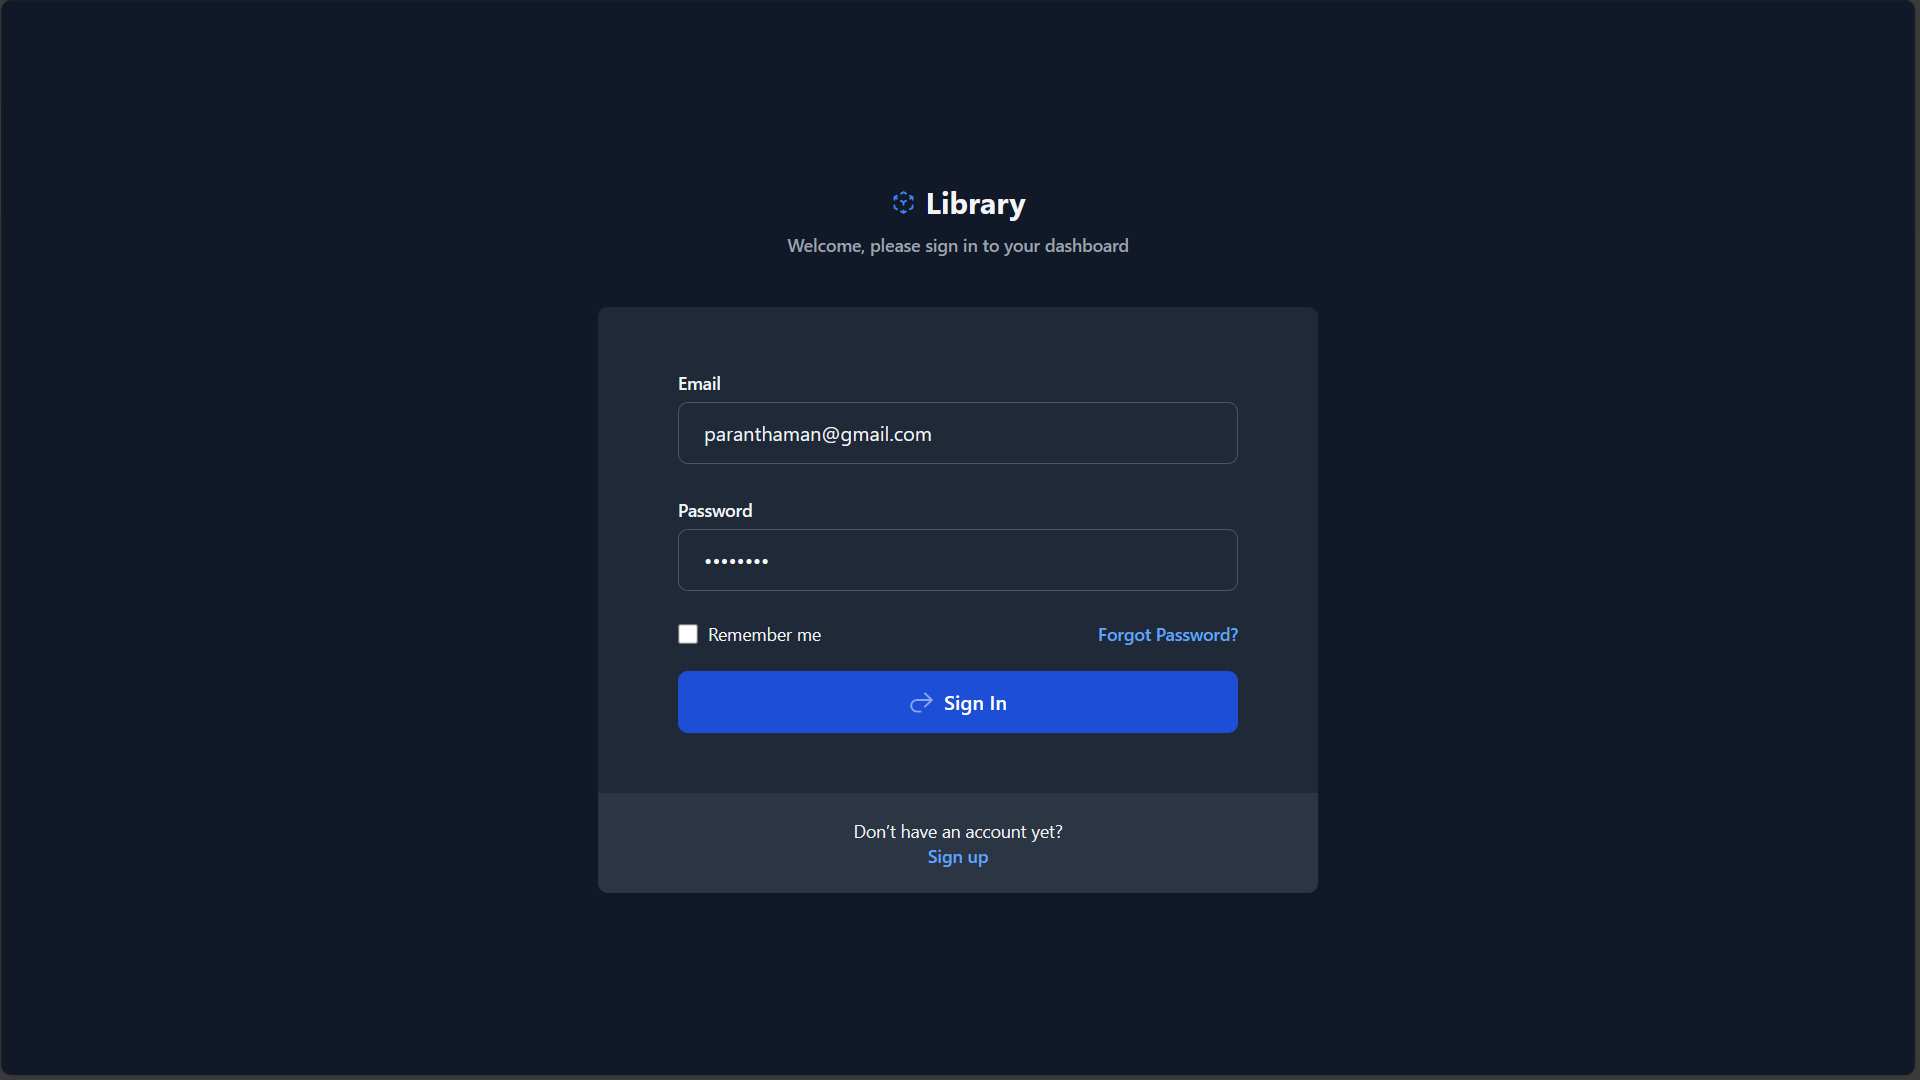 Library
Welcome, please sign in to your dashboard
Email
paranthaman@gmail.com
Password
••••••••
Remember me
Forgot Password?
Sign In
Don’t have an account yet?
Sign up